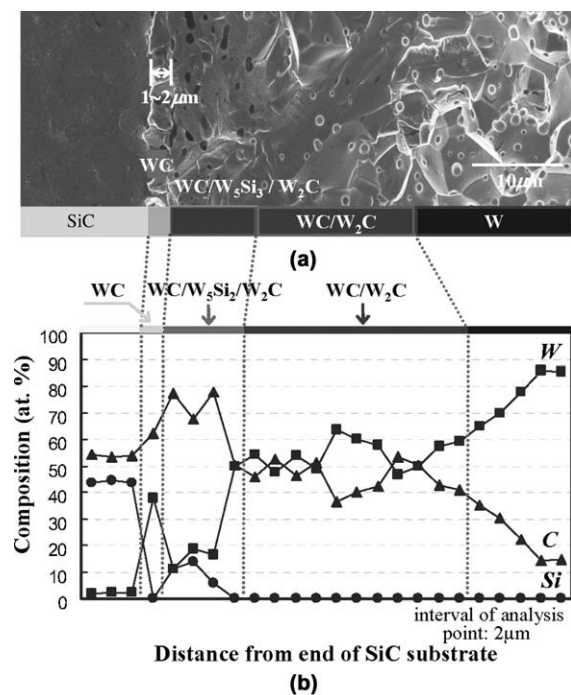 1~2μm
WC
WC/W₅Si₃/W₂C
10μm
SiC
WC/W₂C
W
(a)
WC
WC/W₅Si₂/W₂C
WC/W₂C
Composition (at. %)
100
90
80
70
60
50
40
30
20
10
0
W
C
Si
interval of analysis
point: 2μm
Distance from end of SiC substrate
(b)